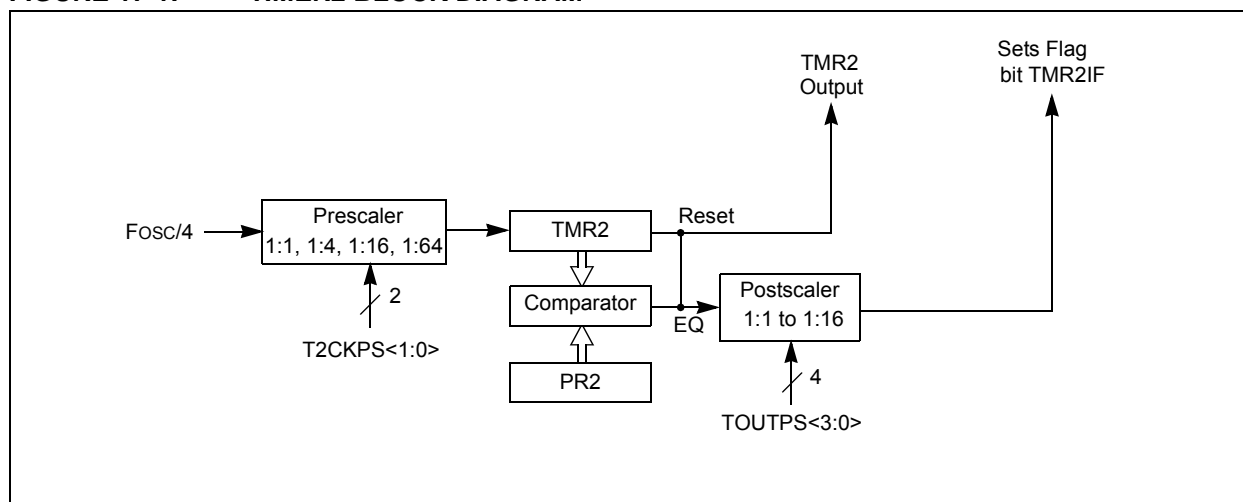 TMR2
Output
Sets Flag
bit TMR2IF
Prescaler
1:1, 1:4, 1:16, 1:64
FOSC/4
TMR2
Reset
2
Comparator
EQ
Postscaler
1:1 to 1:16
T2CKPS<1:0>
PR2
4
TOUTPS<3:0>